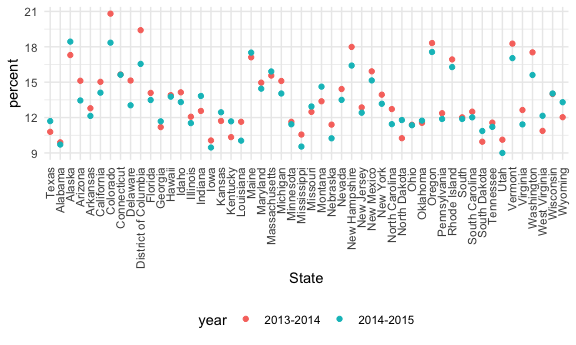 21
18
15
12
9
percent
Texas
Alabama
Alaska
Arizona
Arkansas
California
Colorado
Connecticut
Delaware
District of Columbia
Florida
Georgia
Hawaii
Idaho
Illinois
Indiana
Iowa
Kansas
Kentucky
Louisiana
Maine
Maryland
Massachusetts
Michigan
Minnesota
Mississippi
Missouri
Montana
Nebraska
Nevada
New Hampshire
New Jersey
New Mexico
New York
North Carolina
North Dakota
Ohio
Oklahoma
Oregon
Pennsylvania
Rhode Island
South
South Carolina
South Dakota
Tennessee
Utah
Vermont
Virginia
Washington
West Virginia
Wisconsin
Wyoming
State
year 2013-2014 2014-2015